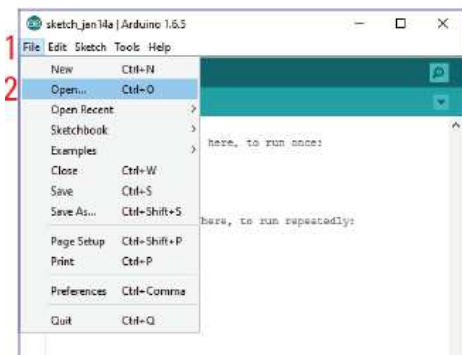 sketch_jan14a | Arduino 1.6.5
1
File Edit Sketch Tools Help
New Ctrl+N
2
Open... Ctrl+O
Open Recent
Sketchbook
here, to run once:
Examples
Close Ctrl+W
Save Ctrl+S
Save As... Ctrl+Shift+S
here, to run repeatedly:
Page Setup Ctrl+Shift+P
Print Ctrl+P
Preferences Ctrl+Comma
Quit Ctrl+Q